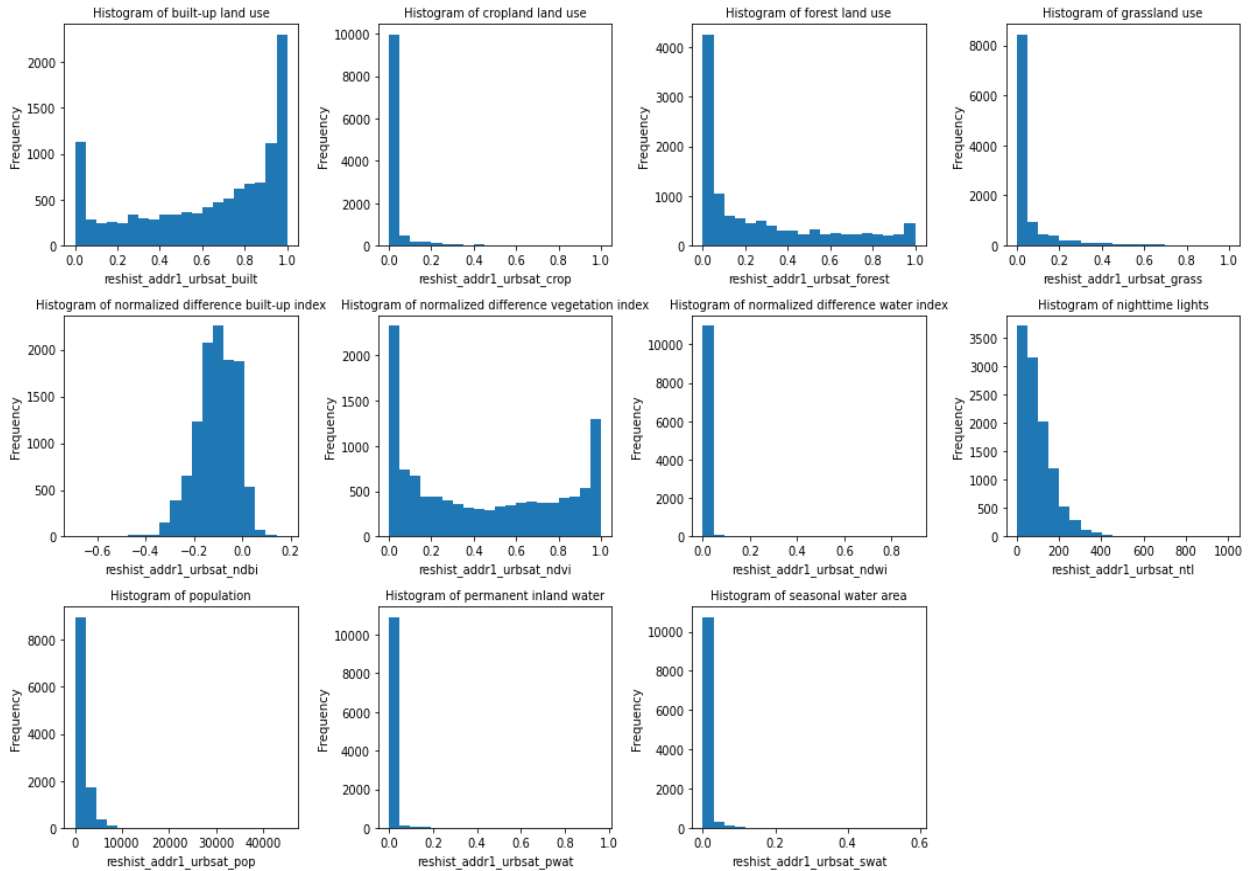 Histogram of built-up land use
Frequency
2000
1500
1000
500
0
0.0 0.2 0.4 0.6 0.8 1.0
reshist_addr1_urbsat_built
Histogram of cropland land use
Frequency
10000
8000
6000
4000
2000
0
0.0 0.2 0.4 0.6 0.8 1.0
reshist_addr1_urbsat_crop
Histogram of forest land use
Frequency
4000
3000
2000
1000
0
0.0 0.2 0.4 0.6 0.8 1.0
reshist_addr1_urbsat_forest
Histogram of grassland use
Frequency
8000
6000
4000
2000
0
0.0 0.2 0.4 0.6 0.8 1.0
reshist_addr1_urbsat_grass
Histogram of normalized difference built-up index
Frequency
2000
1500
1000
500
0
−0.6 −0.4 −0.2 0.0 0.2
reshist_addr1_urbsat_ndbi
Histogram of normalized difference vegetation index
Frequency
2000
1500
1000
500
0
0.0 0.2 0.4 0.6 0.8 1.0
reshist_addr1_urbsat_ndvi
Histogram of normalized difference water index
Frequency
10000
8000
6000
4000
2000
0
0.0 0.2 0.4 0.6 0.8
reshist_addr1_urbsat_ndwi
Histogram of nighttime lights
Frequency
3500
3000
2500
2000
1500
1000
500
0
0 200 400 600 800 1000
reshist_addr1_urbsat_ntl
Histogram of population
Frequency
8000
6000
4000
2000
0
0 10000 20000 30000 40000
reshist_addr1_urbsat_pop
Histogram of permanent inland water
Frequency
10000
8000
6000
4000
2000
0
0.0 0.2 0.4 0.6 0.8 1.0
reshist_addr1_urbsat_pwat
Histogram of seasonal water area
Frequency
10000
8000
6000
4000
2000
0
0.0 0.2 0.4 0.6
reshist_addr1_urbsat_swat